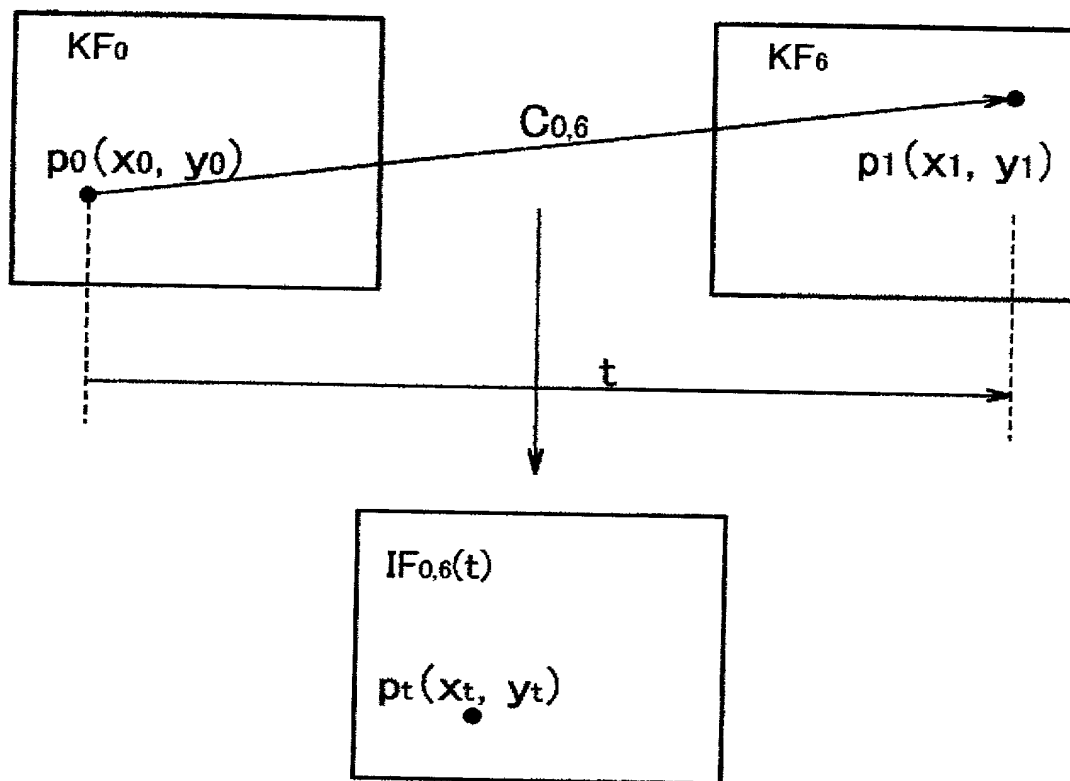 KF0
KF6
C0,6
p0(x0, y0)
p1(x1, y1)
t
IF0,6(t)
pt(xt, yt)